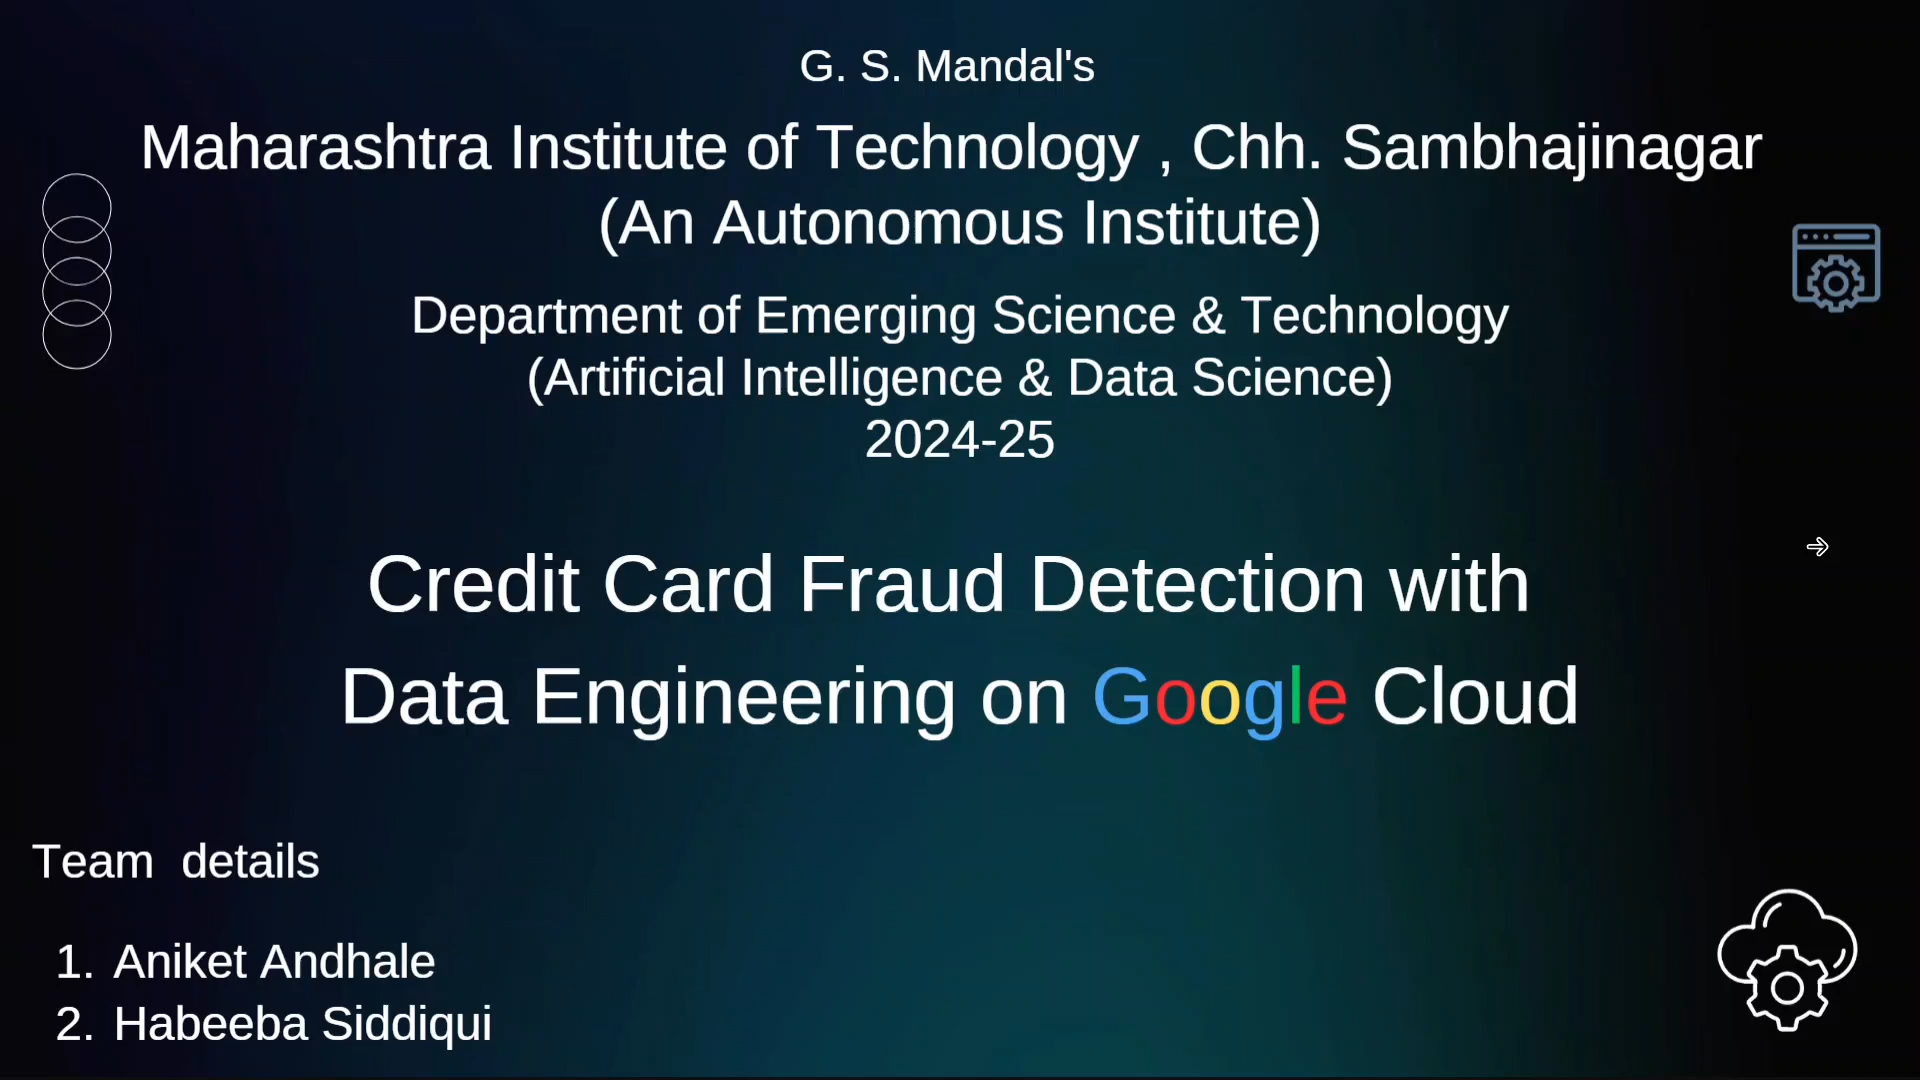 G. S. Mandal's
Maharashtra Institute of Technology , Chh. Sambhajinagar
(An Autonomous Institute)
Department of Emerging Science & Technology
(Artificial Intelligence & Data Science)
2024-25
Credit Card Fraud Detection with
Data Engineering on Google Cloud
Team details
1. Aniket Andhale
2. Habeeba Siddiqui